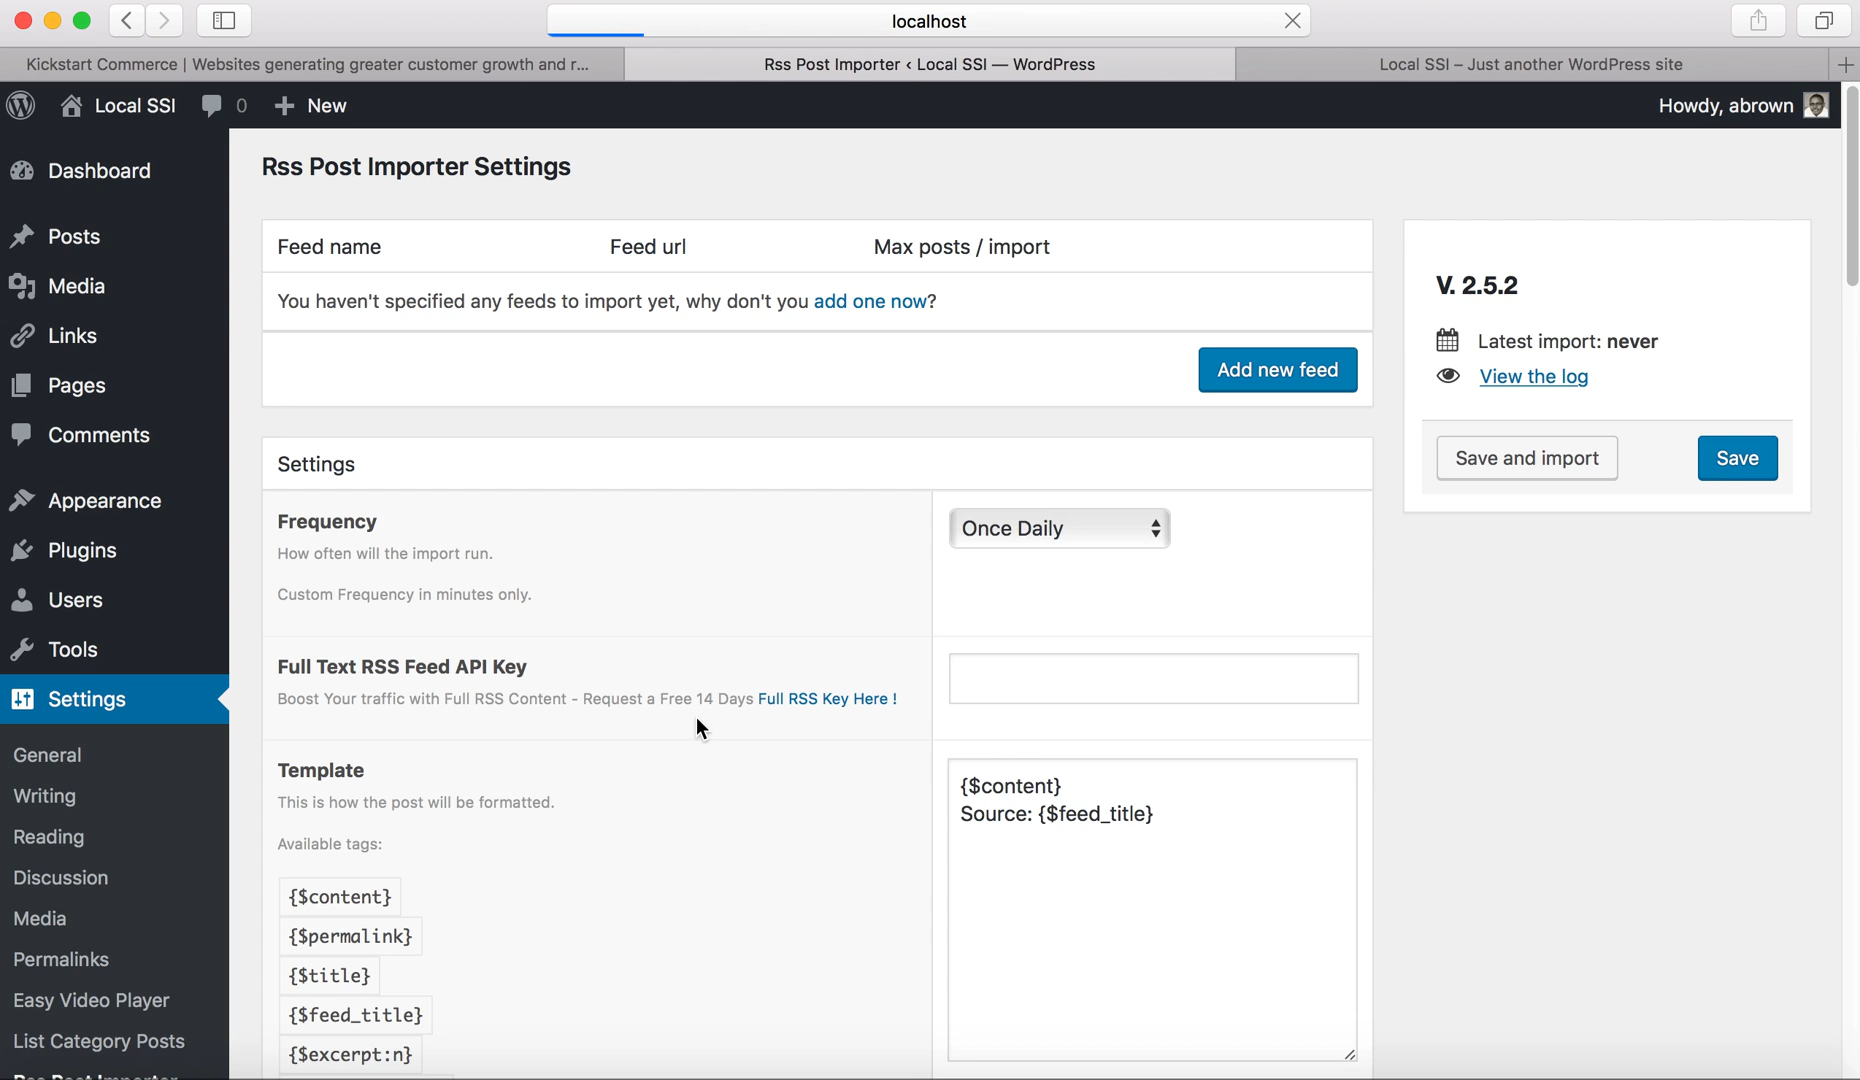 localhost
Kickstart Commerce | Websites generating greater customer growth and r...
Rss Post Importer ‹ Local SSI — WordPress
Local SSI – Just another WordPress site
Local SSI
0
New
Howdy, abrown
Dashboard
Posts
Media
Links
Pages
Comments
Appearance
Plugins
Users
Tools
Settings
General
Writing
Reading
Discussion
Media
Permalinks
Easy Video Player
List Category Posts
Rss Post Importer
Rss Post Importer Settings
Feed name Feed url Max posts / import
You haven't specified any feeds to import yet, why don't you add one now?
Add new feed
Settings
Frequency
How often will the import run.
Custom Frequency in minutes only.
Once Daily
Full Text RSS Feed API Key
Boost Your traffic with Full RSS Content - Request a Free 14 Days Full RSS Key Here !
Template
This is how the post will be formatted.
Available tags:
{$content}
{$permalink}
{$title}
{$feed_title}
{$excerpt:n}
{$content}
Source: {$feed_title}
V. 2.5.2
Latest import: never
View the log
Save and import
Save